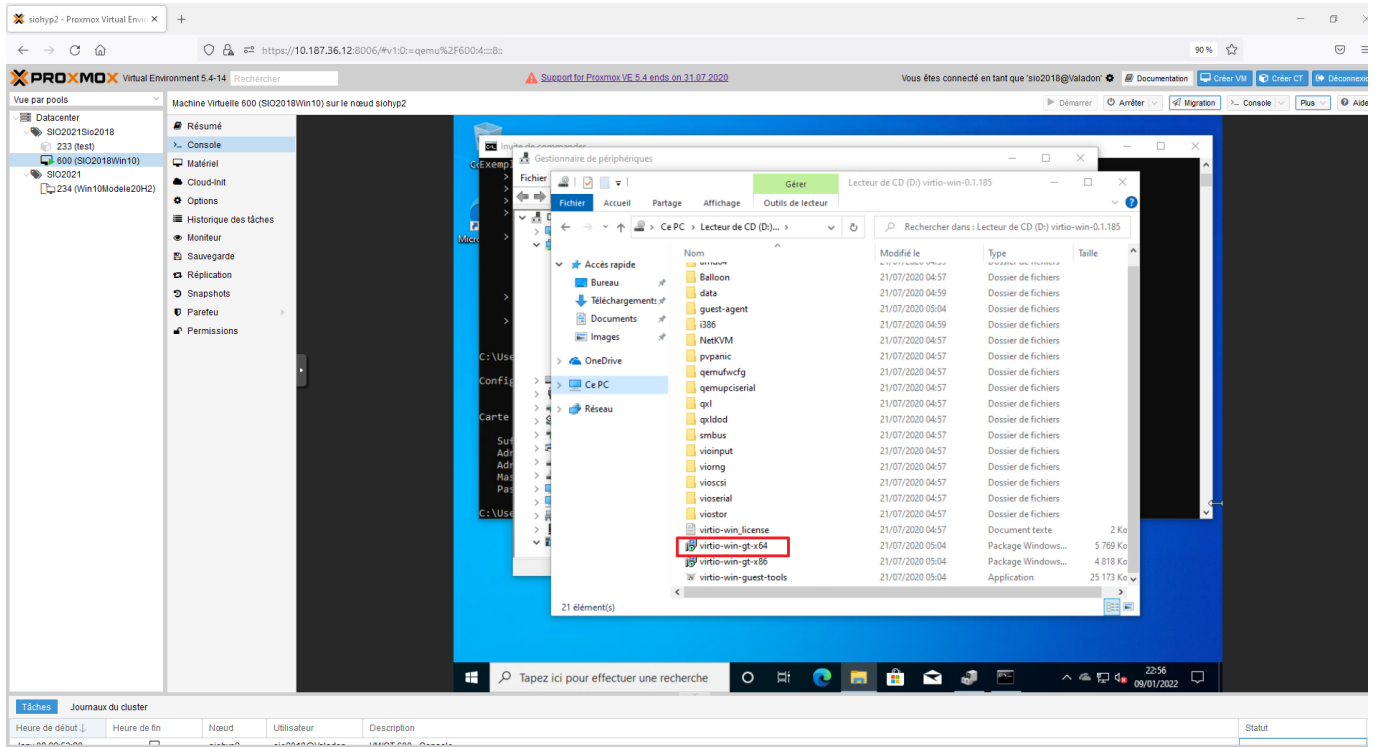 siohyp2 - Proxmox Virtual Envir
https://10.187.36.12:8006/#v1:0:=qemu%2F600:4::::8::
90 %
PROXMOX Virtual Environment 5.4-14 Rechercher
Support for Proxmox VE 5.4 ends on 31.07.2020
Vous êtes connecté en tant que 'sio2018@Valadon' Documentation Créer VM Créer CT Déconnexio
Vue par pools
Machine Virtuelle 600 (SIO2018Win10) sur le nœud siohyp2
Démarrer Arrêter Migration Console Plus Aide
Datacenter
SIO2021Sio2018
233 (test)
600 (SIO2018Win10)
SIO2021
234 (Win10Modele20H2)
Résumé
Console
Matériel
Cloud-Init
Options
Historique des tâches
Moniteur
Sauvegarde
Réplication
Snapshots
Parefeu
Permissions
Invite de commandes
Exemp
Gestionnaire de périphériques
Fichier
Micro
C:\Use
Config
Carte
Suf
Adr
Adr
Mas
Pas
C:\Use
Gérer
Lecteur de CD (D:) virtio-win-0.1.185
Fichier Accueil Partage Affichage Outils de lecteur
Ce PC > Lecteur de CD (D:)... >
Rechercher dans : Lecteur de CD (D:) virtio-win-0.1.185
Accès rapide
Bureau
Téléchargements
Documents
Images
OneDrive
Ce PC
Réseau
Nom Modifié le Type Taille
amd64 21/07/2020 04:59 Dossier de fichiers
Balloon 21/07/2020 04:57 Dossier de fichiers
data 21/07/2020 04:59 Dossier de fichiers
guest-agent 21/07/2020 05:04 Dossier de fichiers
i386 21/07/2020 04:59 Dossier de fichiers
NetKVM 21/07/2020 04:57 Dossier de fichiers
pvpanic 21/07/2020 04:57 Dossier de fichiers
qemufwcfg 21/07/2020 04:57 Dossier de fichiers
qemupciserial 21/07/2020 04:57 Dossier de fichiers
qxl 21/07/2020 04:57 Dossier de fichiers
qxldod 21/07/2020 04:57 Dossier de fichiers
smbus 21/07/2020 04:57 Dossier de fichiers
vioinput 21/07/2020 04:57 Dossier de fichiers
viorng 21/07/2020 04:57 Dossier de fichiers
vioscsi 21/07/2020 04:57 Dossier de fichiers
vioserial 21/07/2020 04:57 Dossier de fichiers
viostor 21/07/2020 04:57 Dossier de fichiers
virtio-win_license 21/07/2020 04:57 Document texte 2 Ko
virtio-win-gt-x64 21/07/2020 05:04 Package Windows... 5 769 Ko
virtio-win-gt-x86 21/07/2020 05:04 Package Windows... 4 818 Ko
virtio-win-guest-tools 21/07/2020 05:04 Application 25 173 Ko
21 élément(s)
Tapez ici pour effectuer une recherche
22:56
09/01/2022
Tâches Journaux du cluster
Heure de début Heure de fin Nœud Utilisateur Description Statut